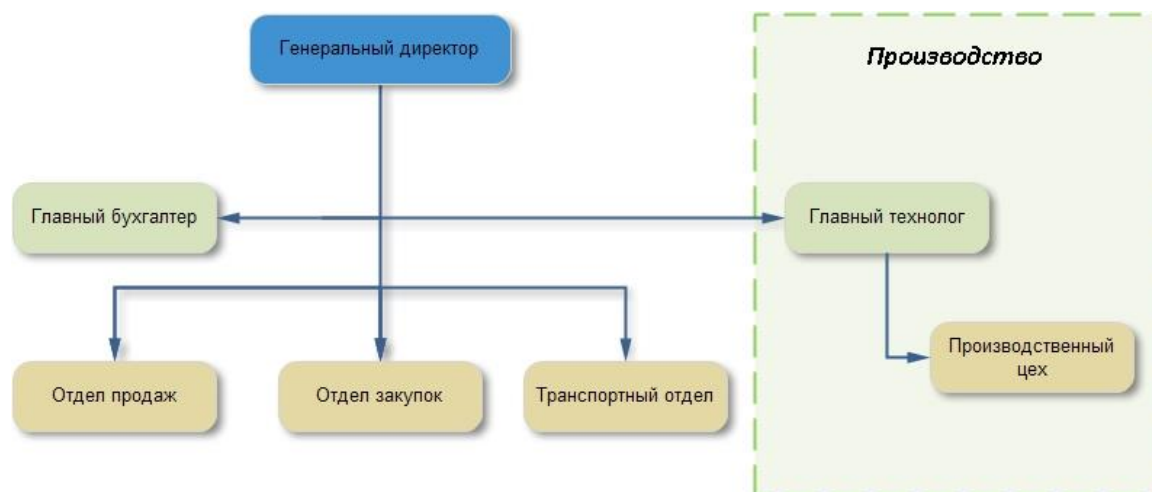 Генеральный директор
Производство
Главный бухгалтер
Главный технолог
Производственный
цех
Отдел продаж
Отдел закупок
Транспортный отдел